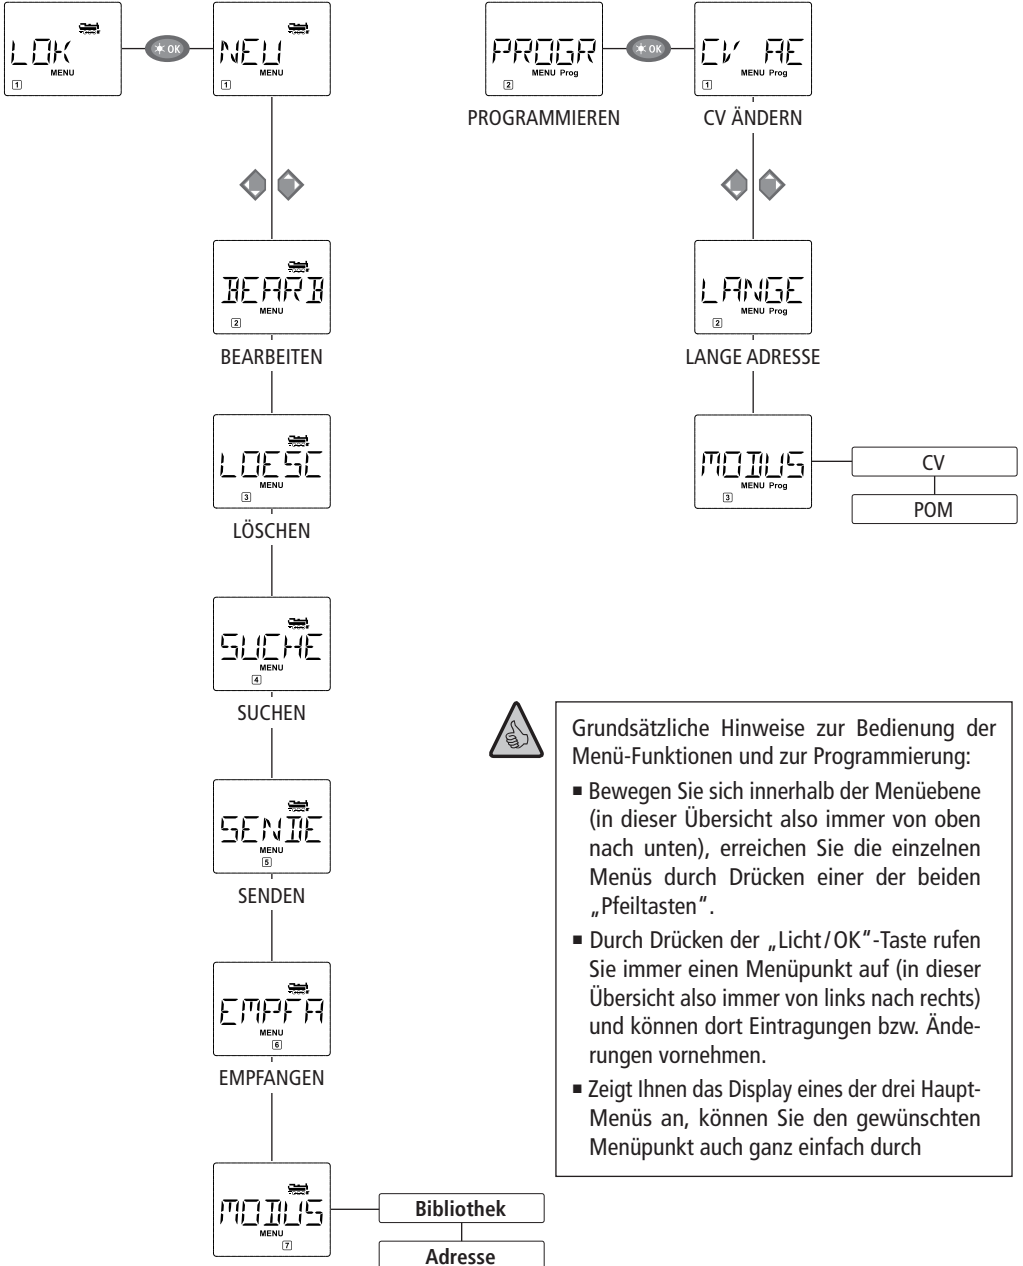 LOK
MENU
1
✶ OK
NEU
MENU
1
BEARB
MENU
2
BEARBEITEN
LOESC
MENU
3
LÖSCHEN
SUCHE
MENU
4
SUCHEN
SENDE
MENU
5
SENDEN
EMPFA
MENU
6
EMPFANGEN
MODUS
MENU
7
Bibliothek
Adresse
PROGR
MENU Prog
2
PROGRAMMIEREN
✶ OK
CV AE
MENU Prog
1
CV ÄNDERN
LANGE
MENU Prog
2
LANGE ADRESSE
MODUS
MENU Prog
3
CV
POM
Grundsätzliche Hinweise zur Bedienung der
Menü-Funktionen und zur Programmierung:
▪ Bewegen Sie sich innerhalb der Menüebene
(in dieser Übersicht also immer von oben
nach unten), erreichen Sie die einzelnen
Menüs durch Drücken einer der beiden
„Pfeiltasten“.
▪ Durch Drücken der „Licht/OK“-Taste rufen
Sie immer einen Menüpunkt auf (in dieser
Übersicht also immer von links nach rechts)
und können dort Eintragungen bzw. Ände-
rungen vornehmen.
▪ Zeigt Ihnen das Display eines der drei Haupt-
Menüs an, können Sie den gewünschten
Menüpunkt auch ganz einfach durch